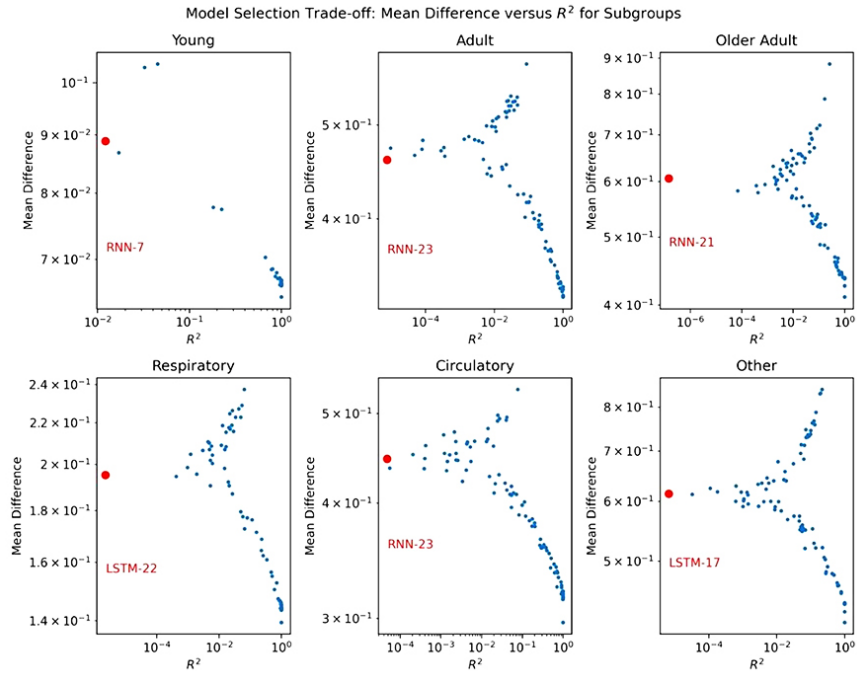 Model Selection Trade-off: Mean Difference versus R² for Subgroups
Young
Adult
Older Adult
Mean Difference
10⁻¹
9 × 10⁻²
8 × 10⁻²
7 × 10⁻²
RNN-7
10⁻² 10⁻¹ 10⁰
R²
Mean Difference
5 × 10⁻¹
4 × 10⁻¹
RNN-23
10⁻⁴ 10⁻² 10⁰
R²
Mean Difference
9 × 10⁻¹
8 × 10⁻¹
7 × 10⁻¹
6 × 10⁻¹
5 × 10⁻¹
4 × 10⁻¹
RNN-21
10⁻⁶ 10⁻⁴ 10⁻² 10⁰
R²
Respiratory
Circulatory
Other
Mean Difference
2.4 × 10⁻¹
2.2 × 10⁻¹
2 × 10⁻¹
1.8 × 10⁻¹
1.6 × 10⁻¹
1.4 × 10⁻¹
LSTM-22
10⁻⁴ 10⁻² 10⁰
R²
Mean Difference
5 × 10⁻¹
4 × 10⁻¹
3 × 10⁻¹
RNN-23
10⁻⁴ 10⁻³ 10⁻² 10⁻¹ 10⁰
R²
Mean Difference
8 × 10⁻¹
7 × 10⁻¹
6 × 10⁻¹
5 × 10⁻¹
LSTM-17
10⁻⁴ 10⁻² 10⁰
R²